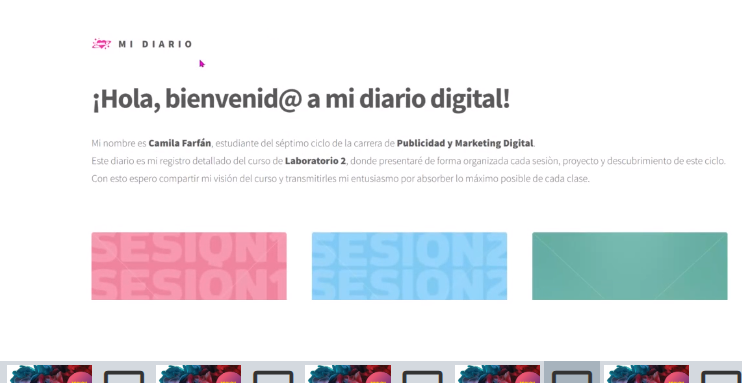 MI DIARIO
¡Hola, bienvenid@ a mi diario digital!
Mi nombre es Camila Farfán, estudiante del séptimo ciclo de la carrera de Publicidad y Marketing Digital.
Este diario es mi registro detallado del curso de Laboratorio 2, donde presentaré de forma organizada cada sesión, proyecto y descubrimiento de este ciclo.
Con esto espero compartir mi visión del curso y transmitirles mi entusiasmo por absorber lo máximo posible de cada clase.
SESION1 SESION2
SESION1 SESION2